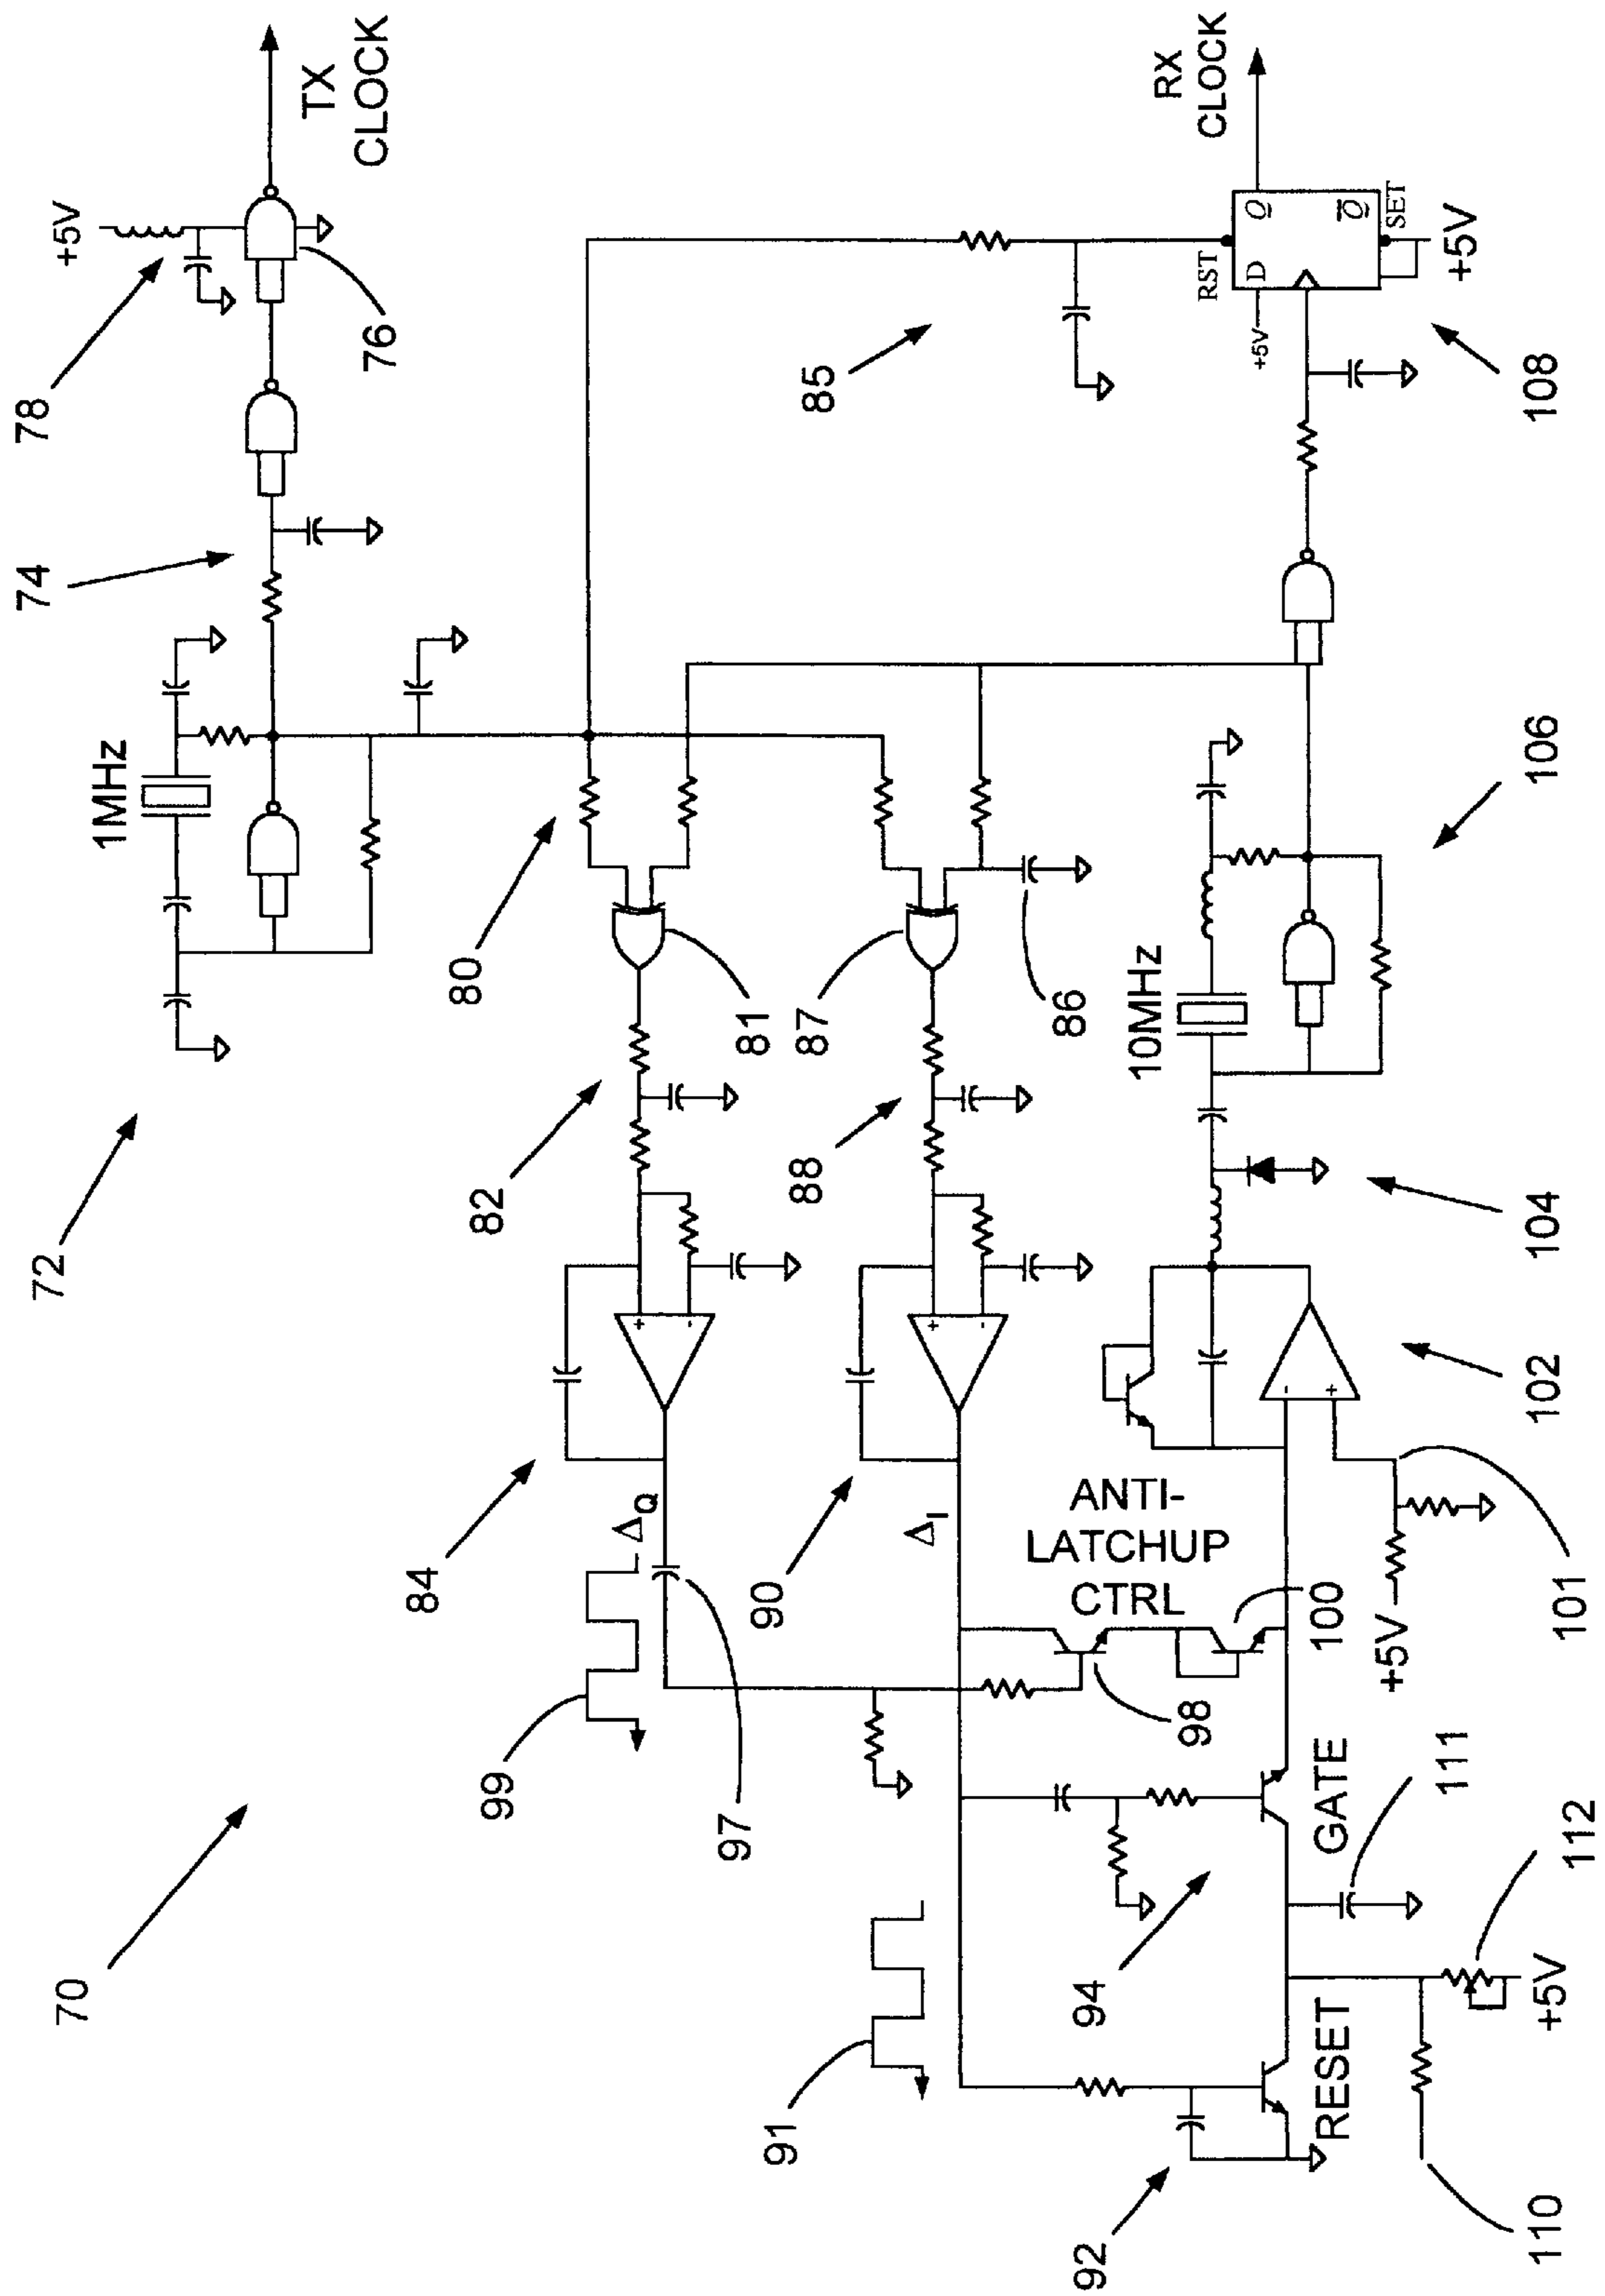 +5V
78
TX
CLOCK
76
74
1MHz
72
80
85
RST
D
Q
Q̅
SET
+5V
+5V
RX
CLOCK
108
81
87
86
82
88
10MHz
106
104
102
84
90
99
ΔQ
ΔI
+
-
+
-
-
+
ANTI-
LATCHUP
CTRL
100
101
+5V
98
97
70
91
94
GATE
111
112
+5V
RESET
92
110